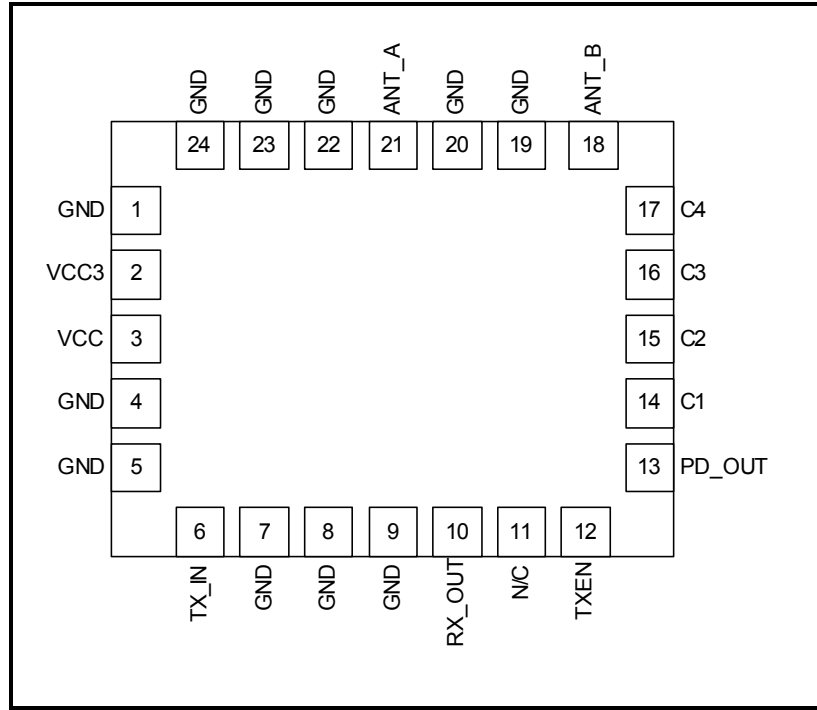 GND
GND
GND
ANT_A
GND
GND
ANT_B
24
23
22
21
20
19
18
GND 1
17 C4
VCC3 2
16 C3
VCC 3
15 C2
GND 4
14 C1
GND 5
13 PD_OUT
6
7
8
9
10
11
12
TX_IN
GND
GND
GND
RX_OUT
N/C
TXEN